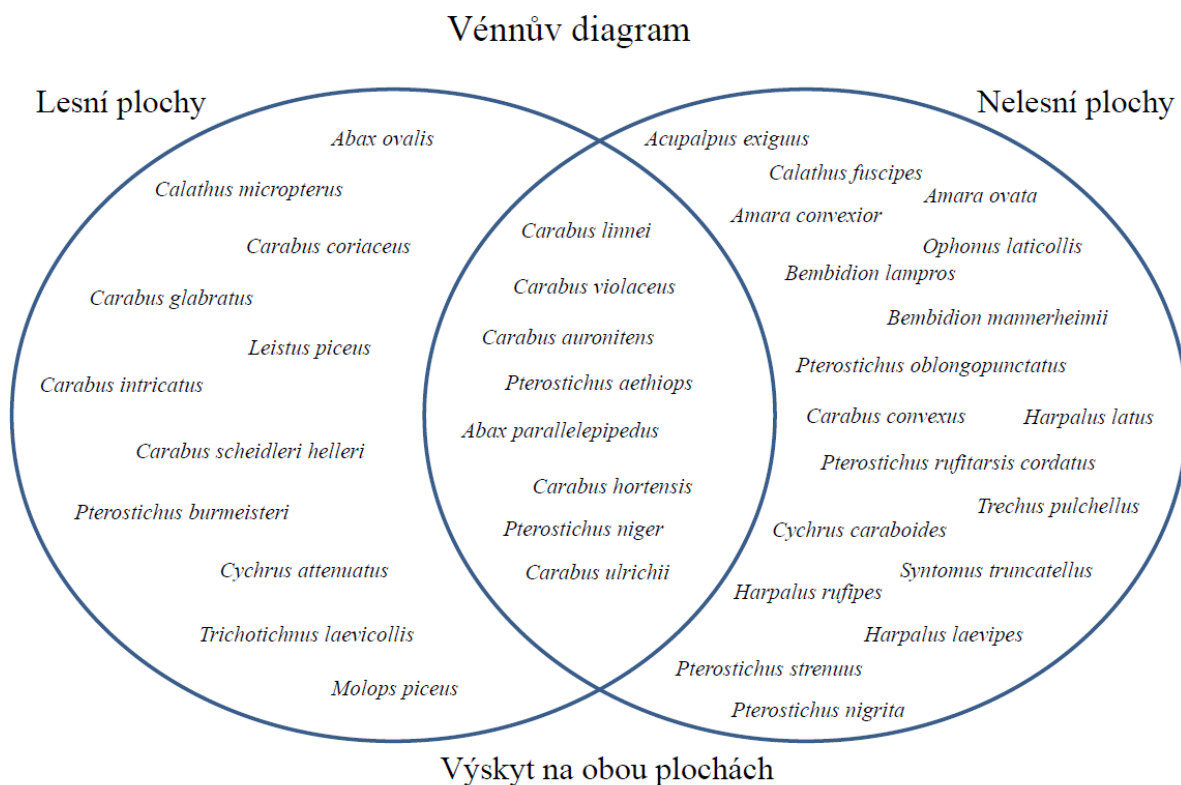 Vénnův diagram
Lesní plochy
Nelesní plochy
Abax ovalis
Calathus micropterus
Carabus coriaceus
Carabus glabratus
Leistus piceus
Carabus intricatus
Carabus scheidleri helleri
Pterostichus burmeisteri
Cychrus attenuatus
Trichotichnus laevicollis
Molops piceus
Carabus linnei
Carabus violaceus
Carabus auronitens
Pterostichus aethiops
Abax parallelepipedus
Carabus hortensis
Pterostichus niger
Carabus ulrichii
Acupalpus exiguus
Calathus fuscipes
Amara ovata
Amara convexior
Ophonus laticollis
Bembidion lampros
Bembidion mannerheimii
Pterostichus oblongopunctatus
Carabus convexus
Harpalus latus
Pterostichus rufitarsis cordatus
Trechus pulchellus
Cychrus caraboides
Syntomus truncatellus
Harpalus rufipes
Harpalus laevipes
Pterostichus strenuus
Pterostichus nigrita
Výskyt na obou plochách